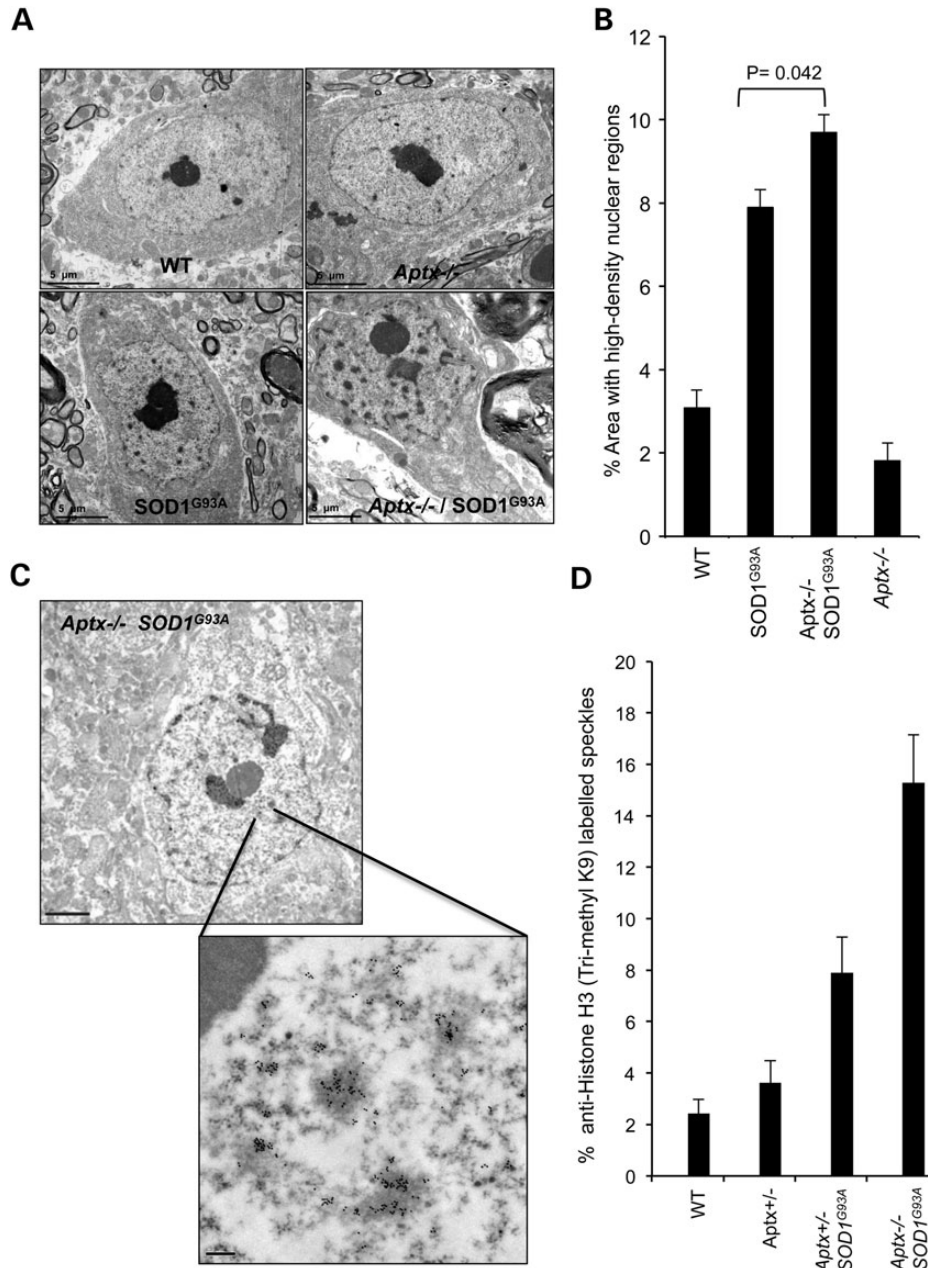 A
WT
5 µm
Aptx-/-
5 µm
SOD1G93A
5 µm
Aptx-/- / SOD1G93A
5 µm
B
% Area with high-density nuclear regions
12
10
8
6
4
2
0
P= 0.042
WT
SOD1G93A
Aptx-/-
SOD1G93A
Aptx-/-
C
Aptx-/- SOD1G93A
D
% anti-Histone H3 (Tri-methyl K9) labelled speckles
20
18
16
14
12
10
8
6
4
2
0
WT
Aptx+/-
Aptx+/-
SOD1G93A
Aptx-/-
SOD1G93A